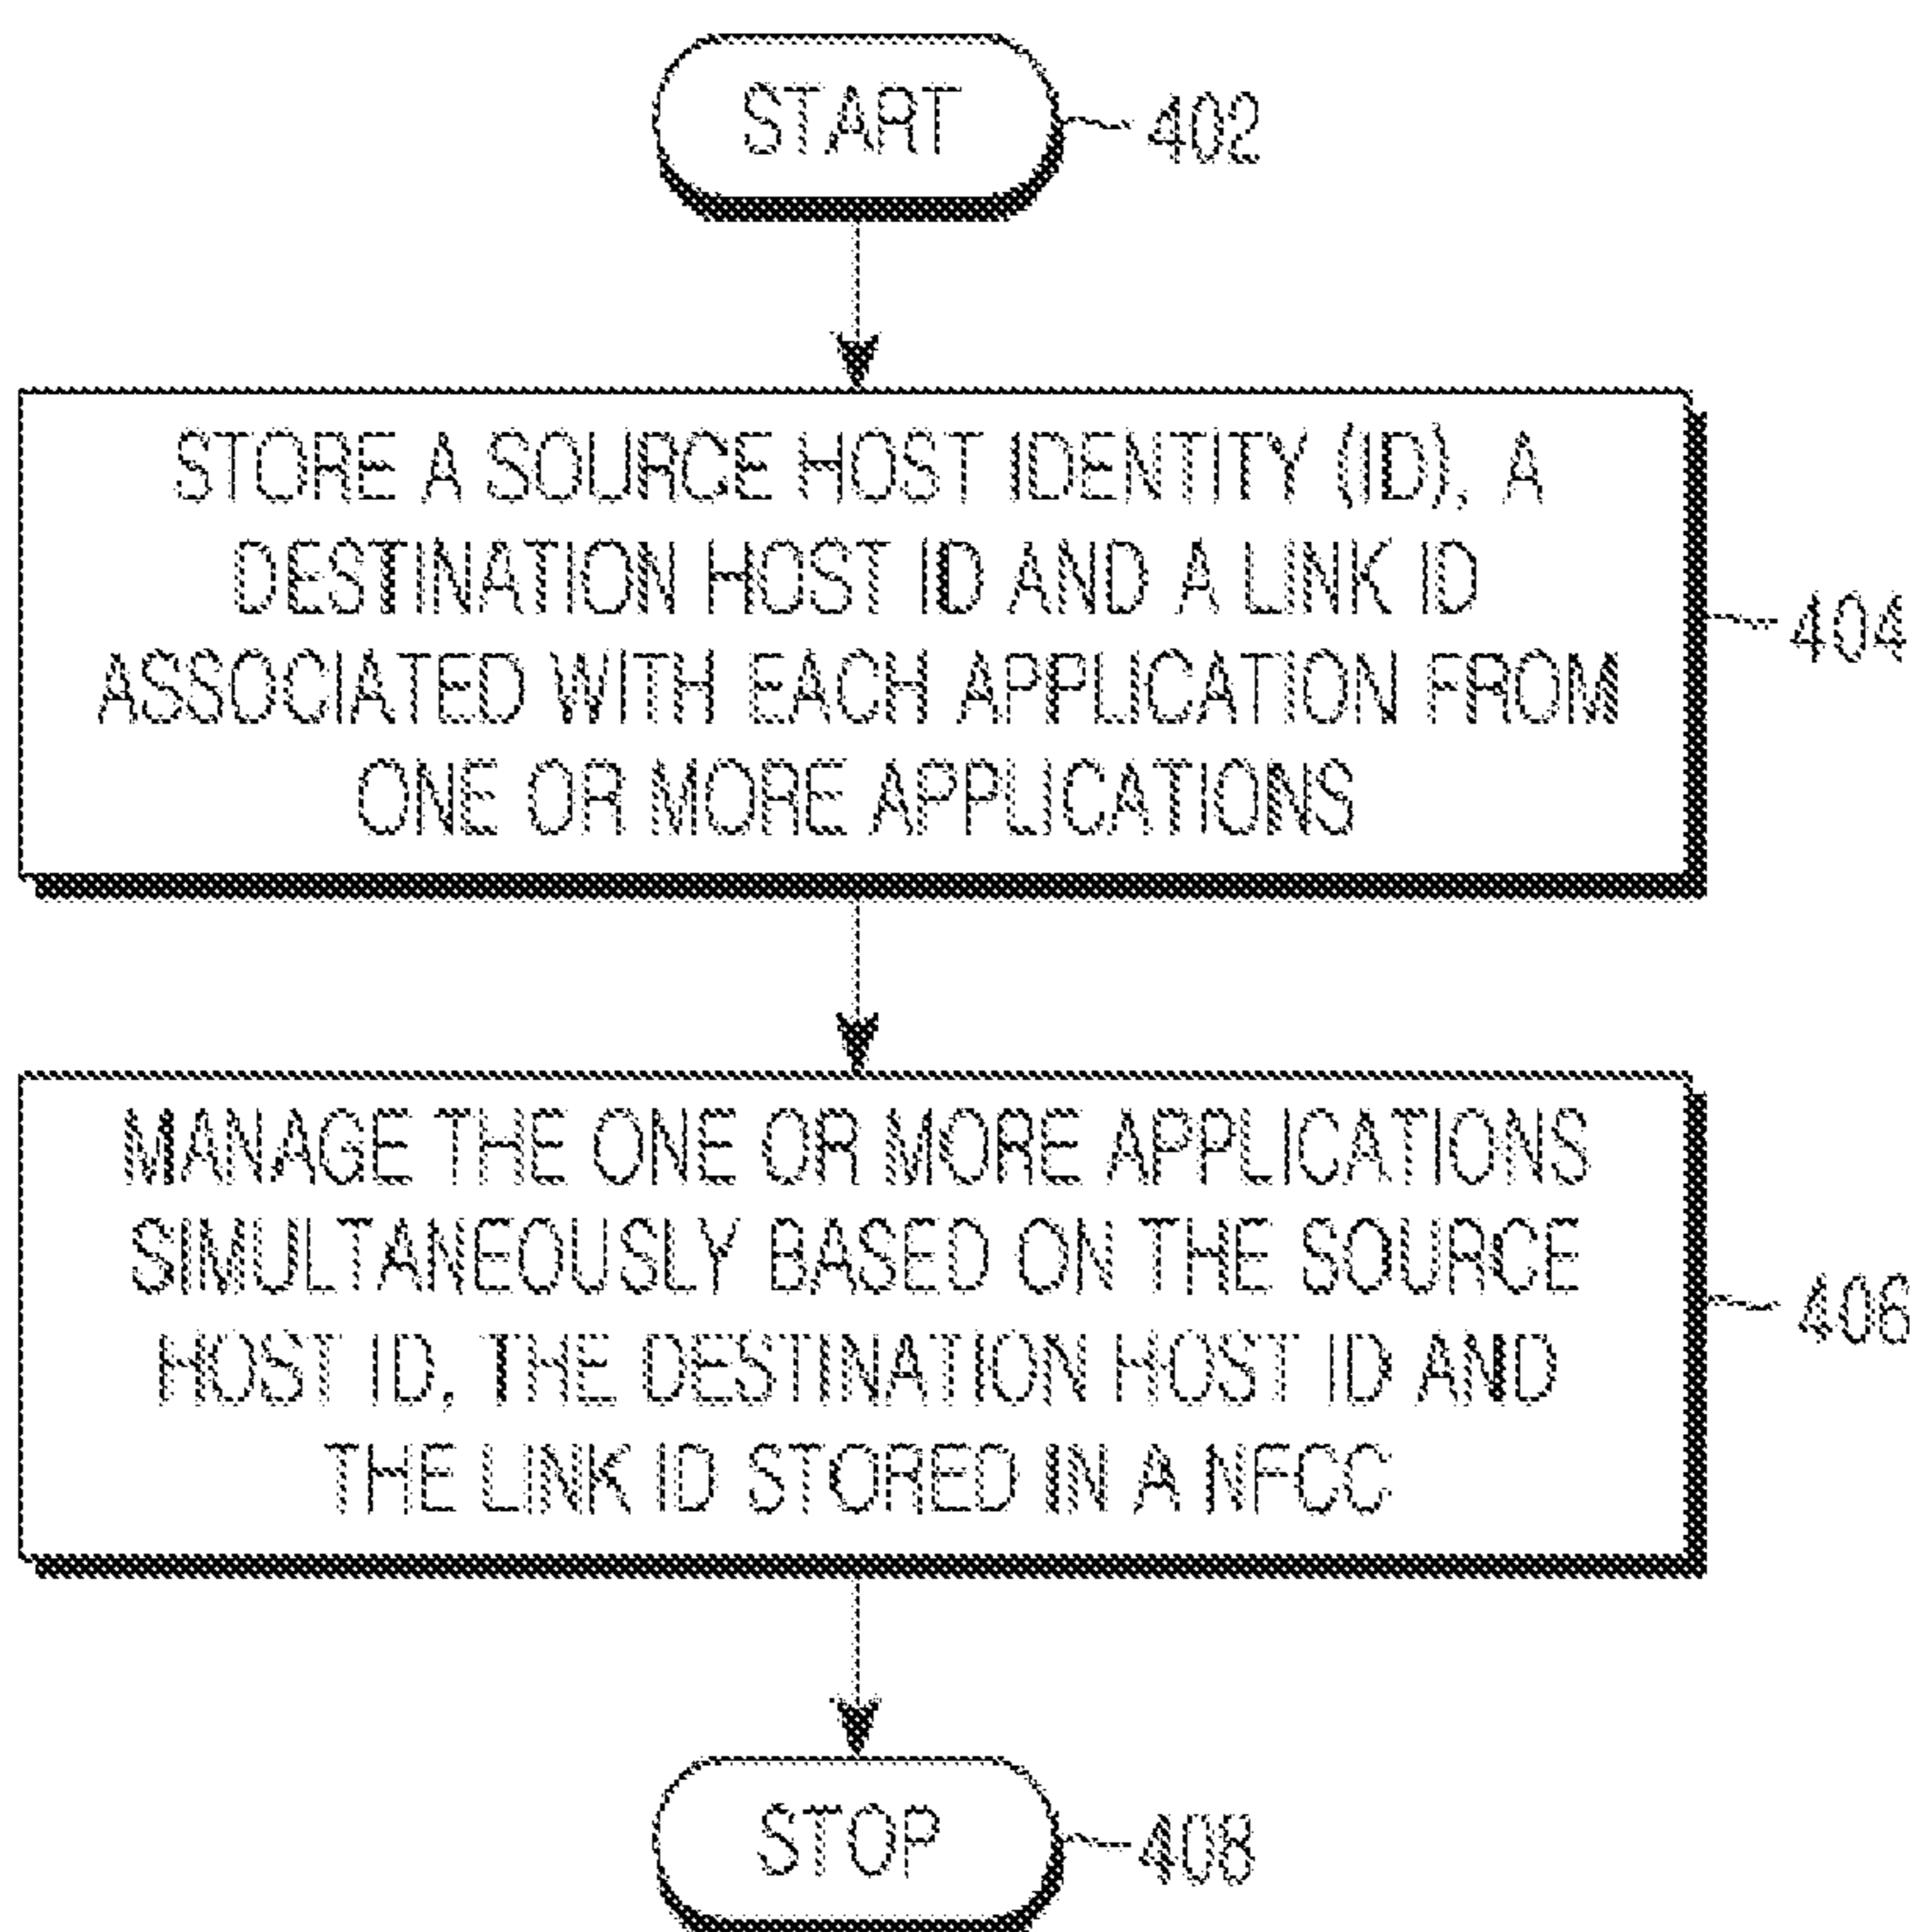 START
402
STORE A SOURCE HOST IDENTITY (ID), A
DESTINATION HOST ID AND A LINK ID
ASSOCIATED WITH EACH APPLICATION FROM
ONE OR MORE APPLICATIONS
404
MANAGE THE ONE OR MORE APPLICATIONS
SIMULTANEOUSLY BASED ON THE SOURCE
HOST ID, THE DESTINATION HOST ID AND
THE LINK ID STORED IN A NFCC
406
STOP
408